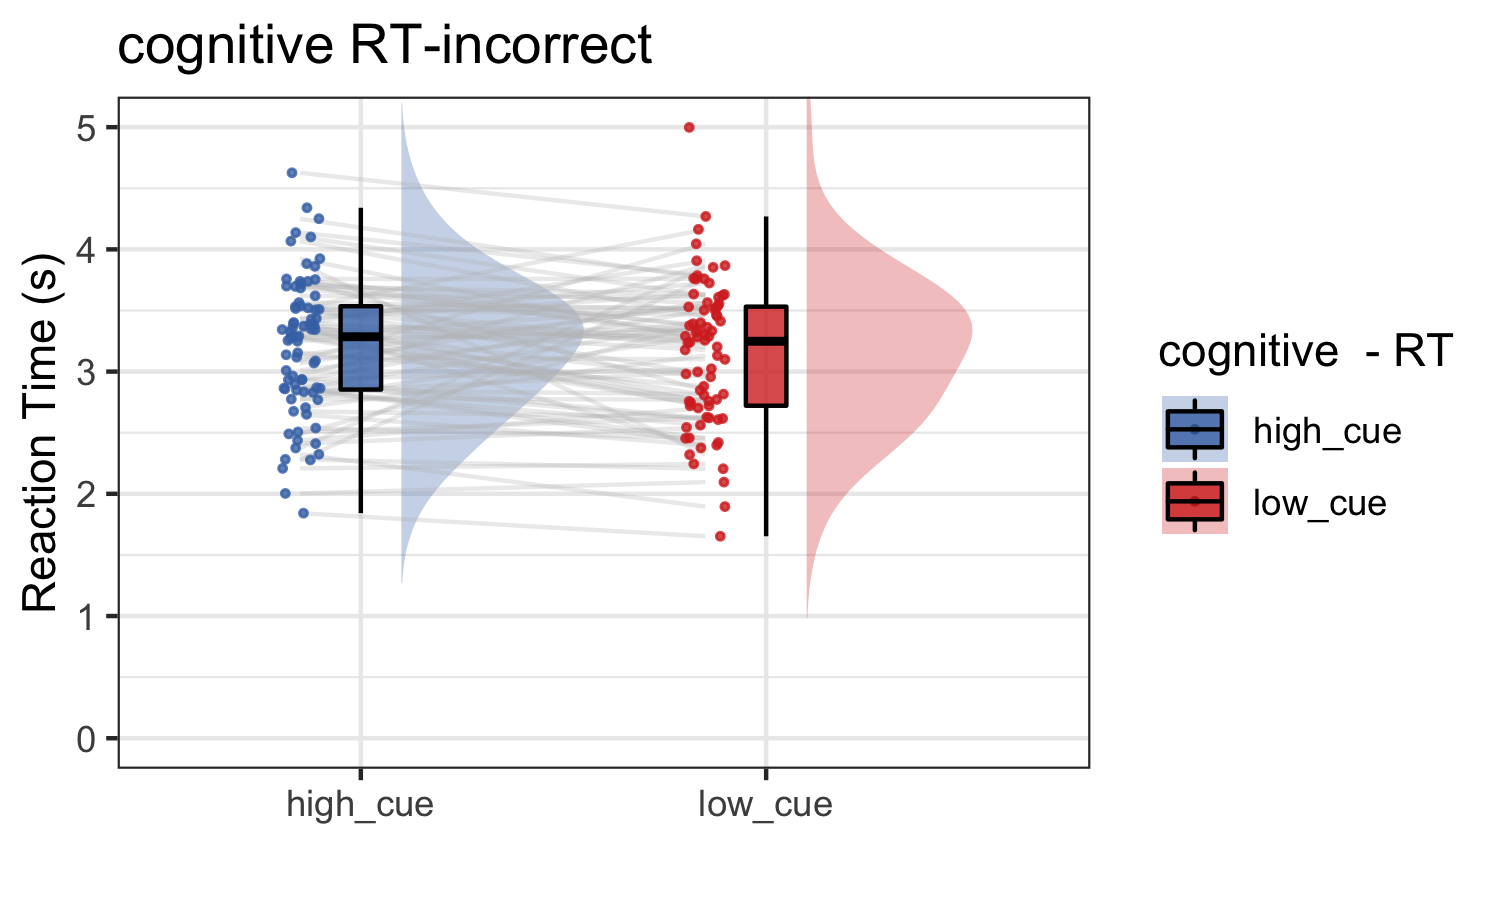 cognitive RT-incorrect
Reaction Time (s)
5
4
3
2
1
0
high_cue
low_cue
cognitive  - RT
high_cue
low_cue